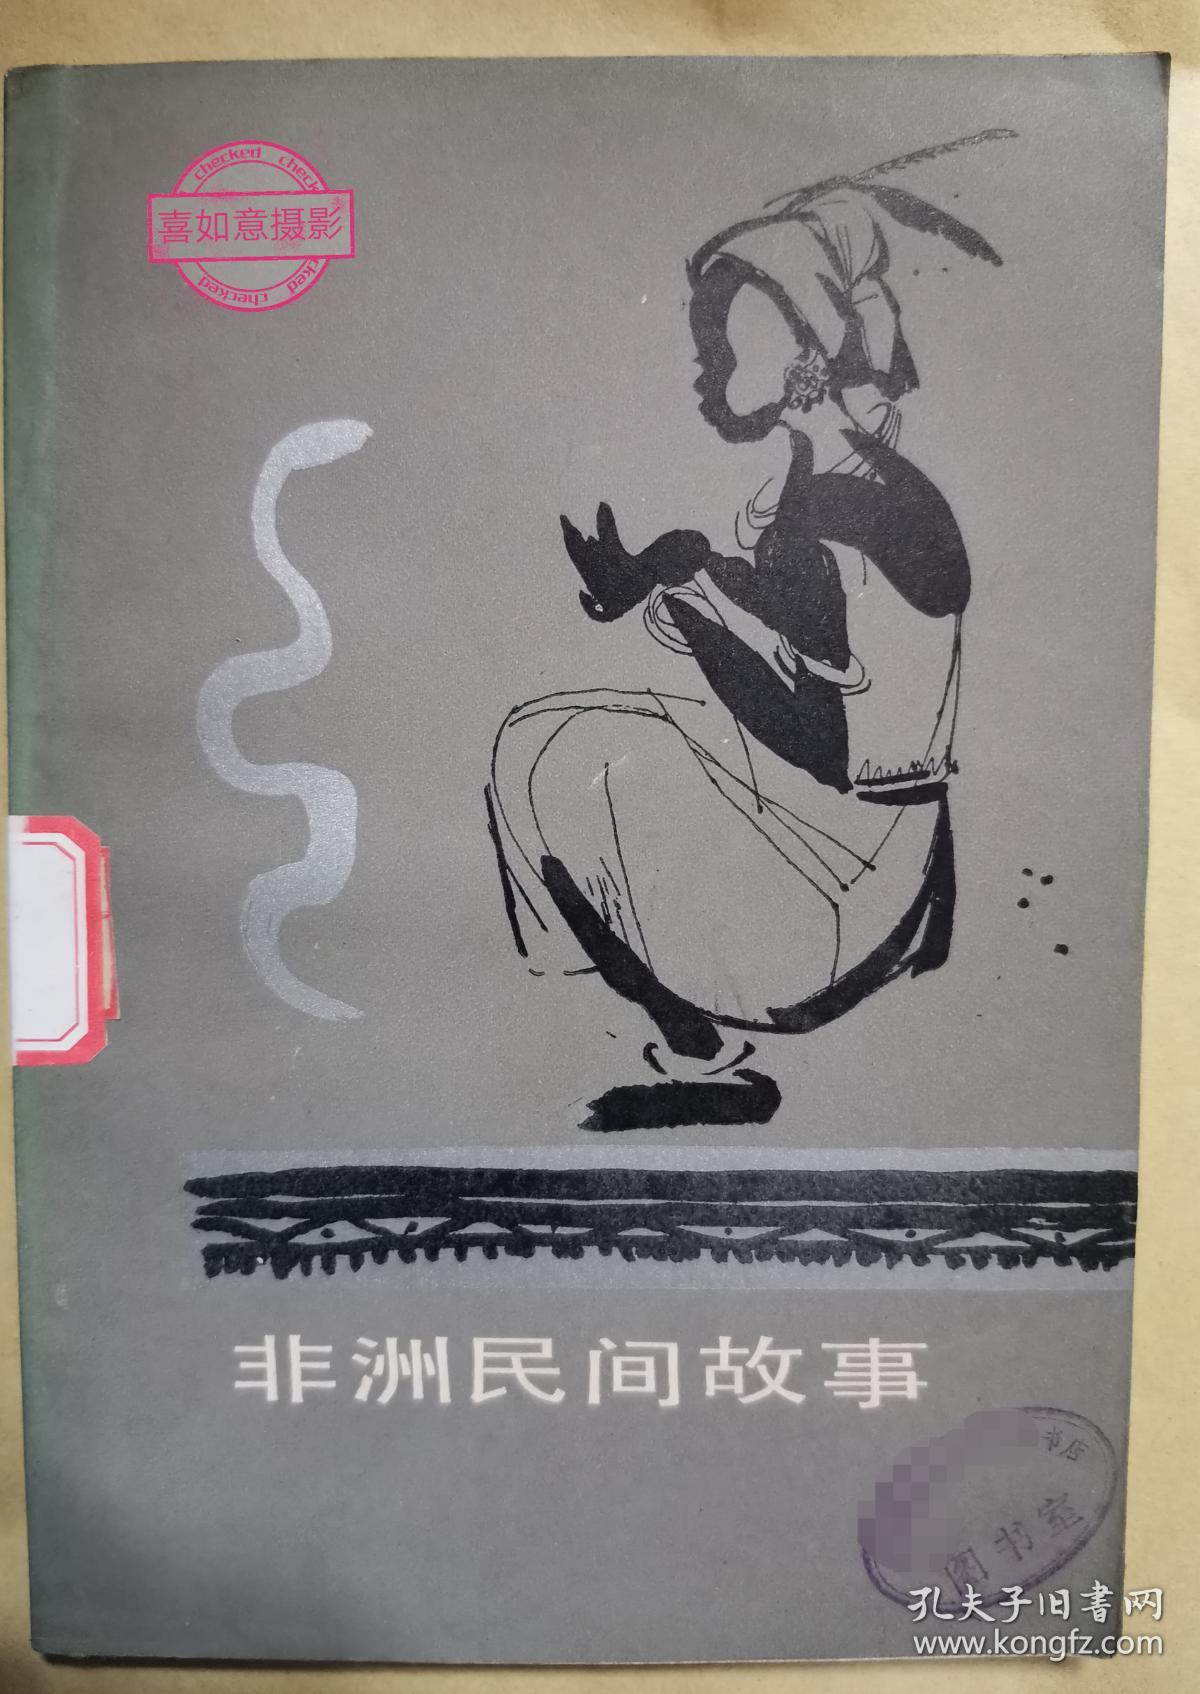 checked checked
喜如意摄影
checked checked
非洲民间故事
书店
图书室
孔夫子旧书网
www.kongfz.com